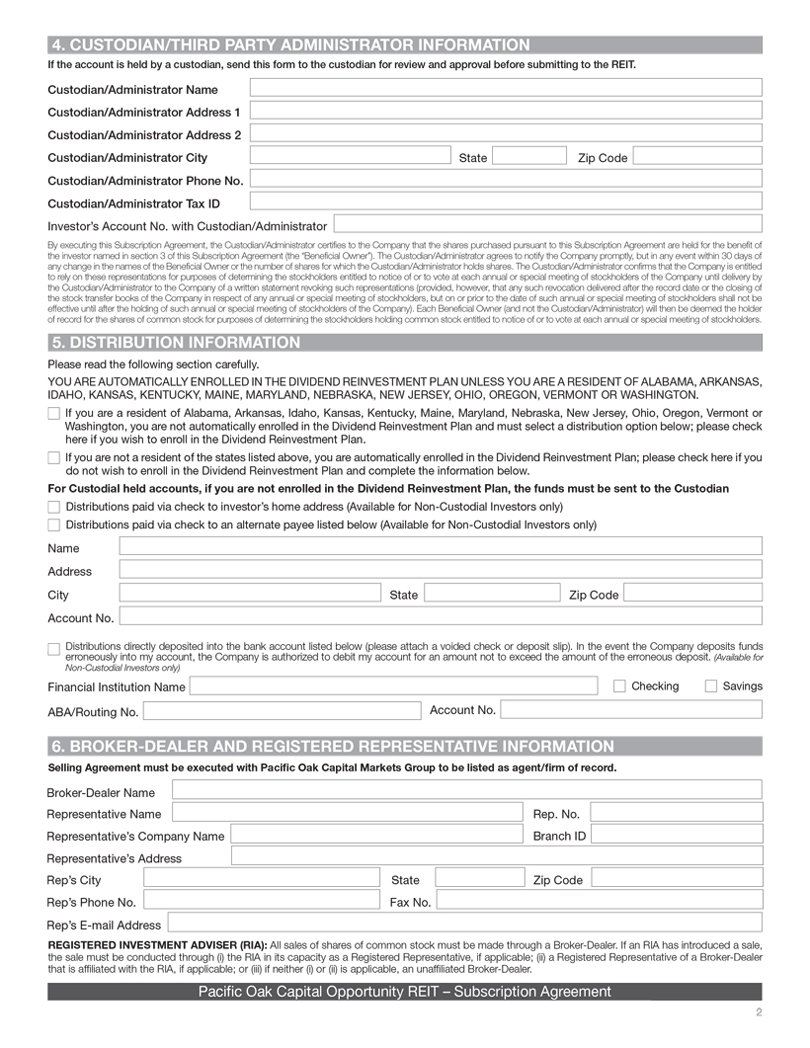 4. CUSTODIAN/THIRD PARTY ADMINISTRATOR INFORMATION
If the account is held by a custodian, send this form to the custodian for review and approval before submitting to the REIT.
Custodian/Administrator Name
Custodian/Administrator Address 1
Custodian/Administrator Address 2
Custodian/Administrator City State Zip Code
Custodian/Administrator Phone No.
Custodian/Administrator Tax ID
Investor's Account No. with Custodian/Administrator
By executing this Subscription Agreement, the Custodian/Administrator certifies to the Company that the shares purchased pursuant to this Subscription Agreement are held for the benefit of
the investor named in section 3 of this Subscription Agreement (the "Beneficial Owner"). The Custodian/Administrator agrees to notify the Company promptly, but in any event within 30 days of
any change in the names of the Beneficial Owner or the number of shares for which the Custodian/Administrator holds shares. The Custodian/Administrator confirms that the Company is entitled
to rely on these representations for purposes of determining the stockholders entitled to notice of or to vote at each annual or special meeting of stockholders of the Company until delivery by
the Custodian/Administrator to the Company of a written statement revoking such representations (provided, however, that any such revocation delivered after the record date or the closing of
the stock transfer books of the Company in respect of any annual or special meeting of stockholders, but on or prior to the date of such annual or special meeting of stockholders shall not be
effective until after the holding of such annual or special meeting of stockholders of the Company). Each Beneficial Owner (and not the Custodian/Administrator) will then be deemed the holder
of record for the shares of common stock for purposes of determining the stockholders holding common stock entitled to notice of or to vote at each annual or special meeting of stockholders.
5. DISTRIBUTION INFORMATION
Please read the following section carefully.
YOU ARE AUTOMATICALLY ENROLLED IN THE DIVIDEND REINVESTMENT PLAN UNLESS YOU ARE A RESIDENT OF ALABAMA, ARKANSAS,
IDAHO, KANSAS, KENTUCKY, MAINE, MARYLAND, NEBRASKA, NEW JERSEY, OHIO, OREGON, VERMONT OR WASHINGTON.
If you are a resident of Alabama, Arkansas, Idaho, Kansas, Kentucky, Maine, Maryland, Nebraska, New Jersey, Ohio, Oregon, Vermont or
Washington, you are not automatically enrolled in the Dividend Reinvestment Plan and must select a distribution option below; please check
here if you wish to enroll in the Dividend Reinvestment Plan.
If you are not a resident of the states listed above, you are automatically enrolled in the Dividend Reinvestment Plan; please check here if you
do not wish to enroll in the Dividend Reinvestment Plan and complete the information below.
For Custodial held accounts, if you are not enrolled in the Dividend Reinvestment Plan, the funds must be sent to the Custodian
Distributions paid via check to investor's home address (Available for Non-Custodial Investors only)
Distributions paid via check to an alternate payee listed below (Available for Non-Custodial Investors only)
Name
Address
City State Zip Code
Account No.
Distributions directly deposited into the bank account listed below (please attach a voided check or deposit slip). In the event the Company deposits funds
erroneously into my account, the Company is authorized to debit my account for an amount not to exceed the amount of the erroneous deposit. (Available for
Non-Custodial Investors only)
Financial Institution Name Checking Savings
ABA/Routing No. Account No.
6. BROKER-DEALER AND REGISTERED REPRESENTATIVE INFORMATION
Selling Agreement must be executed with Pacific Oak Capital Markets Group to be listed as agent/firm of record.
Broker-Dealer Name
Representative Name Rep. No.
Representative's Company Name Branch ID
Representative's Address
Rep's City State Zip Code
Rep's Phone No. Fax No.
Rep's E-mail Address
REGISTERED INVESTMENT ADVISER (RIA): All sales of shares of common stock must be made through a Broker-Dealer. If an RIA has introduced a sale,
the sale must be conducted through (i) the RIA in its capacity as a Registered Representative, if applicable; (ii) a Registered Representative of a Broker-Dealer
that is affiliated with the RIA, if applicable; or (iii) if neither (i) or (ii) is applicable, an unaffiliated Broker-Dealer.
Pacific Oak Capital Opportunity REIT – Subscription Agreement
2